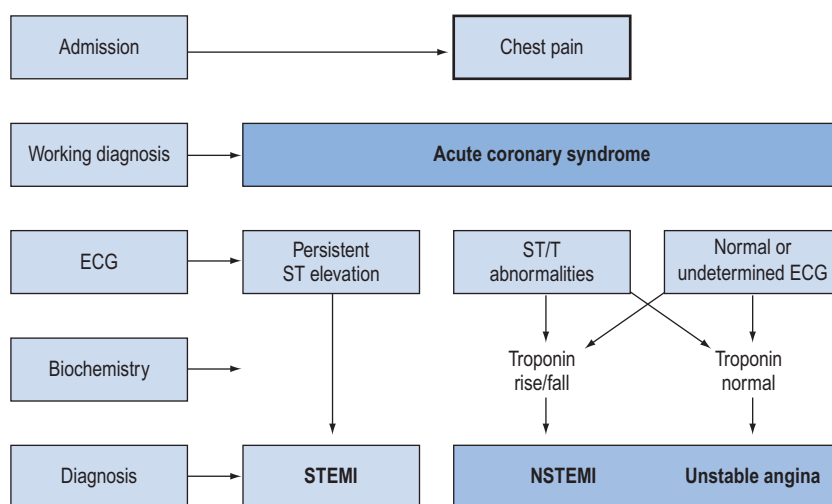 Admission
Chest pain
Working diagnosis
Acute coronary syndrome
ECG
Persistent
ST elevation
ST/T
abnormalities
Normal or
undetermined ECG
Biochemistry
Troponin
rise/fall
Troponin
normal
Diagnosis
STEMI
NSTEMI
Unstable angina